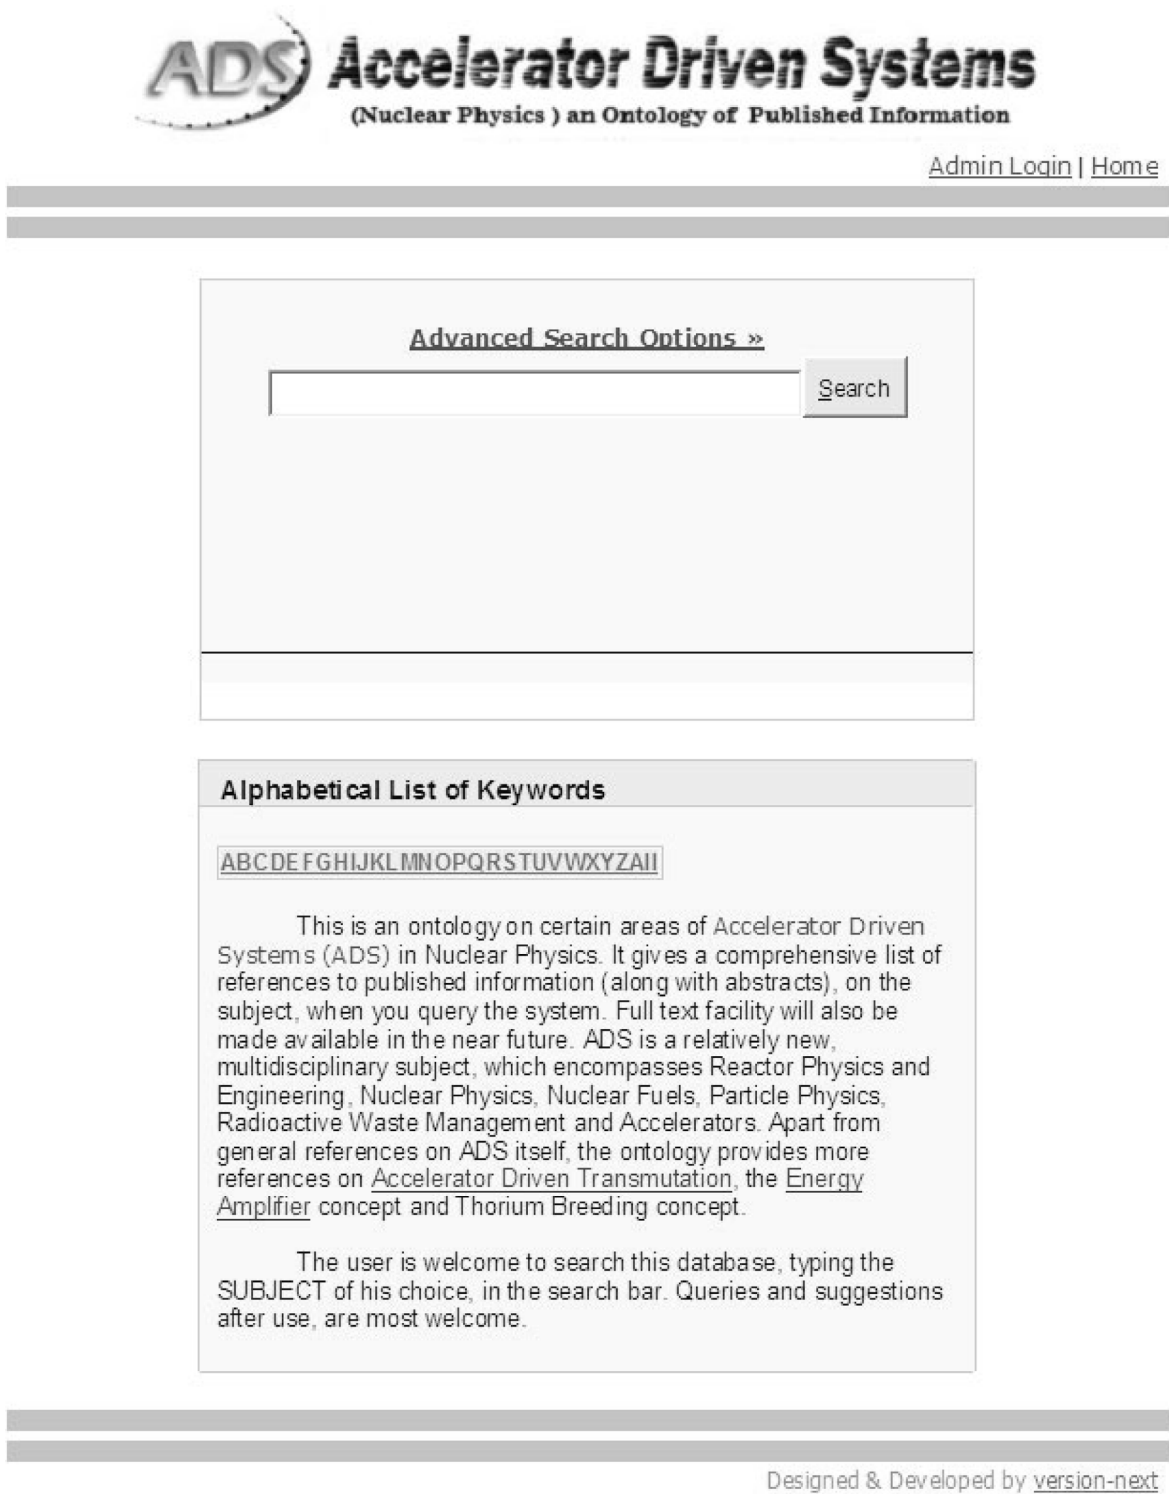 ADS Accelerator Driven Systems
(Nuclear Physics ) an Ontology of Published Information
Admin Login | Home
Advanced Search Options »
Search
Alphabetical List of Keywords
ABCDEFGHIJKLMNOPQRSTUVWXYZAll
This is an ontology on certain areas of Accelerator Driven
Systems (ADS) in Nuclear Physics. It gives a comprehensive list of
references to published information (along with abstracts), on the
subject, when you query the system. Full text facility will also be
made available in the near future. ADS is a relatively new,
multidisciplinary subject, which encompasses Reactor Physics and
Engineering, Nuclear Physics, Nuclear Fuels, Particle Physics,
Radioactive Waste Management and Accelerators. Apart from
general references on ADS itself, the ontology provides more
references on Accelerator Driven Transmutation, the Energy
Amplifier concept and Thorium Breeding concept.
The user is welcome to search this database, typing the
SUBJECT of his choice, in the search bar. Queries and suggestions
after use, are most welcome.
Designed & Developed by version-next